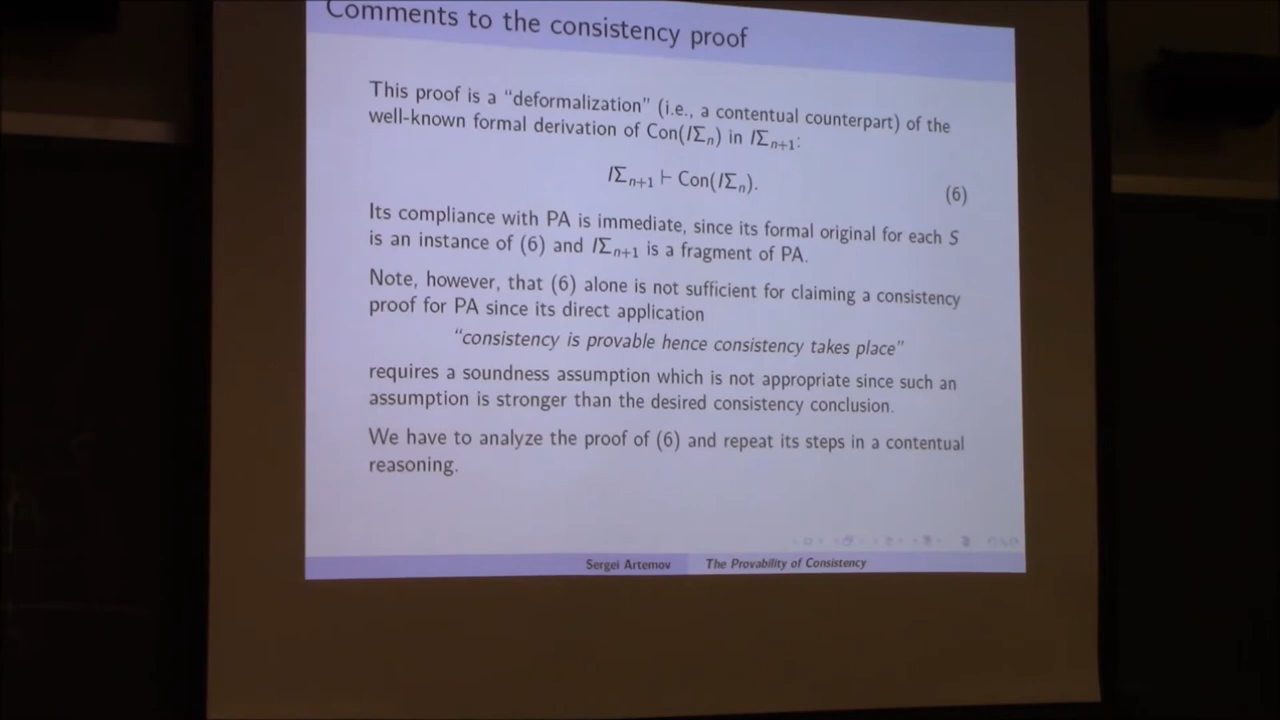 Comments to the consistency proof
This proof is a “deformalization” (i.e., a contentual counterpart) of the
well-known formal derivation of Con(IΣn) in IΣn+1:
IΣn+1 ⊢ Con(IΣn).
(6)
Its compliance with PA is immediate, since its formal original for each S
is an instance of (6) and IΣn+1 is a fragment of PA.
Note, however, that (6) alone is not sufficient for claiming a consistency
proof for PA since its direct application
“consistency is provable hence consistency takes place”
requires a soundness assumption which is not appropriate since such an
assumption is stronger than the desired consistency conclusion.
We have to analyze the proof of (6) and repeat its steps in a contentual
reasoning.
Sergei Artemov
The Provability of Consistency